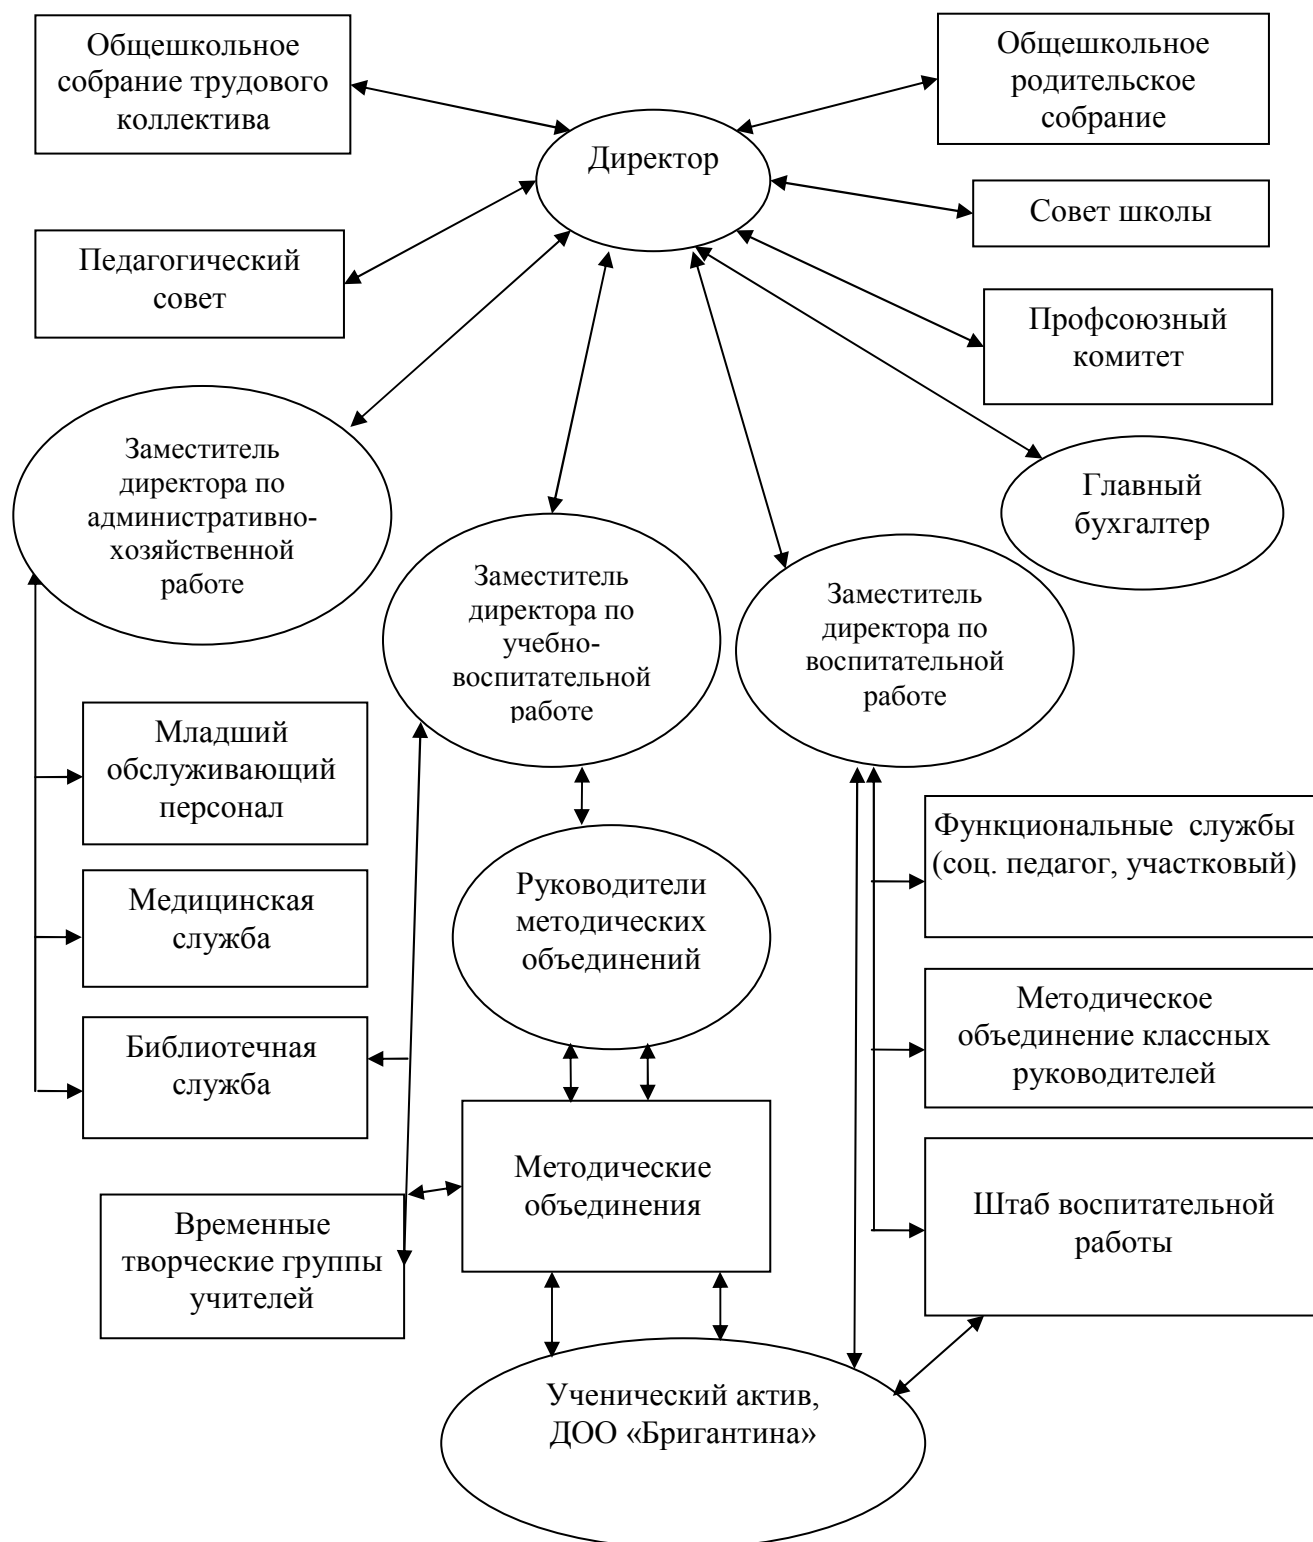 Общешкольное
собрание трудового
коллектива
Общешкольное
родительское
собрание
Директор
Совет школы
Педагогический
совет
Профсоюзный
комитет
Заместитель
директора по
административно-
хозяйственной
работе
Главный
бухгалтер
Заместитель
директора по
учебно-
воспитательной
работе
Заместитель
директора по
воспитательной
работе
Младший
обслуживающий
персонал
Функциональные службы
(соц. педагог, участковый)
Руководители
методических
объединений
Медицинская
служба
Методическое
объединение классных
руководителей
Библиотечная
служба
Методические
объединения
Штаб воспитательной
работы
Временные
творческие группы
учителей
Ученический актив,
ДОО «Бригантина»